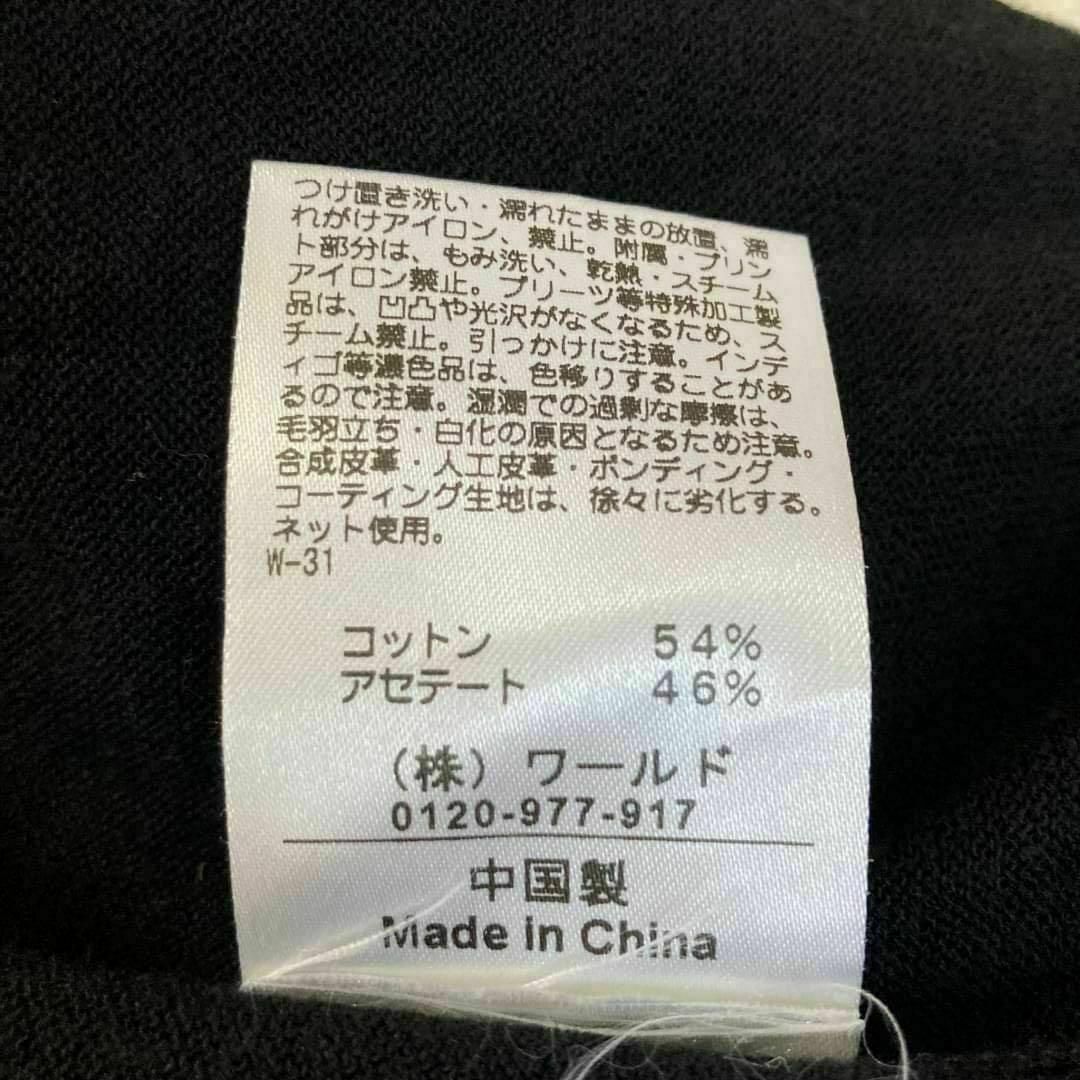 つけ置き洗い・濡れたままの放置、濡
れがけアイロン、禁止。附属・プリン
ト部分は、もみ洗い、乾熱・スチーム
アイロン禁止。プリーツ等特殊加工製
品は、凹凸や光沢がなくなるため、ス
チーム禁止。引っかけに注意。インデ
ィゴ等濃色品は、色移りすることがあ
るので注意。湿潤での過剰な摩擦は、
毛羽立ち・白化の原因となるため注意。
合成皮革・人工皮革・ボンディング・
コーティング生地は、徐々に劣化する。
ネット使用。
W-31
コットン 54%
アセテート 46%
(株) ワールド
0120-977-917
中国製
Made in China